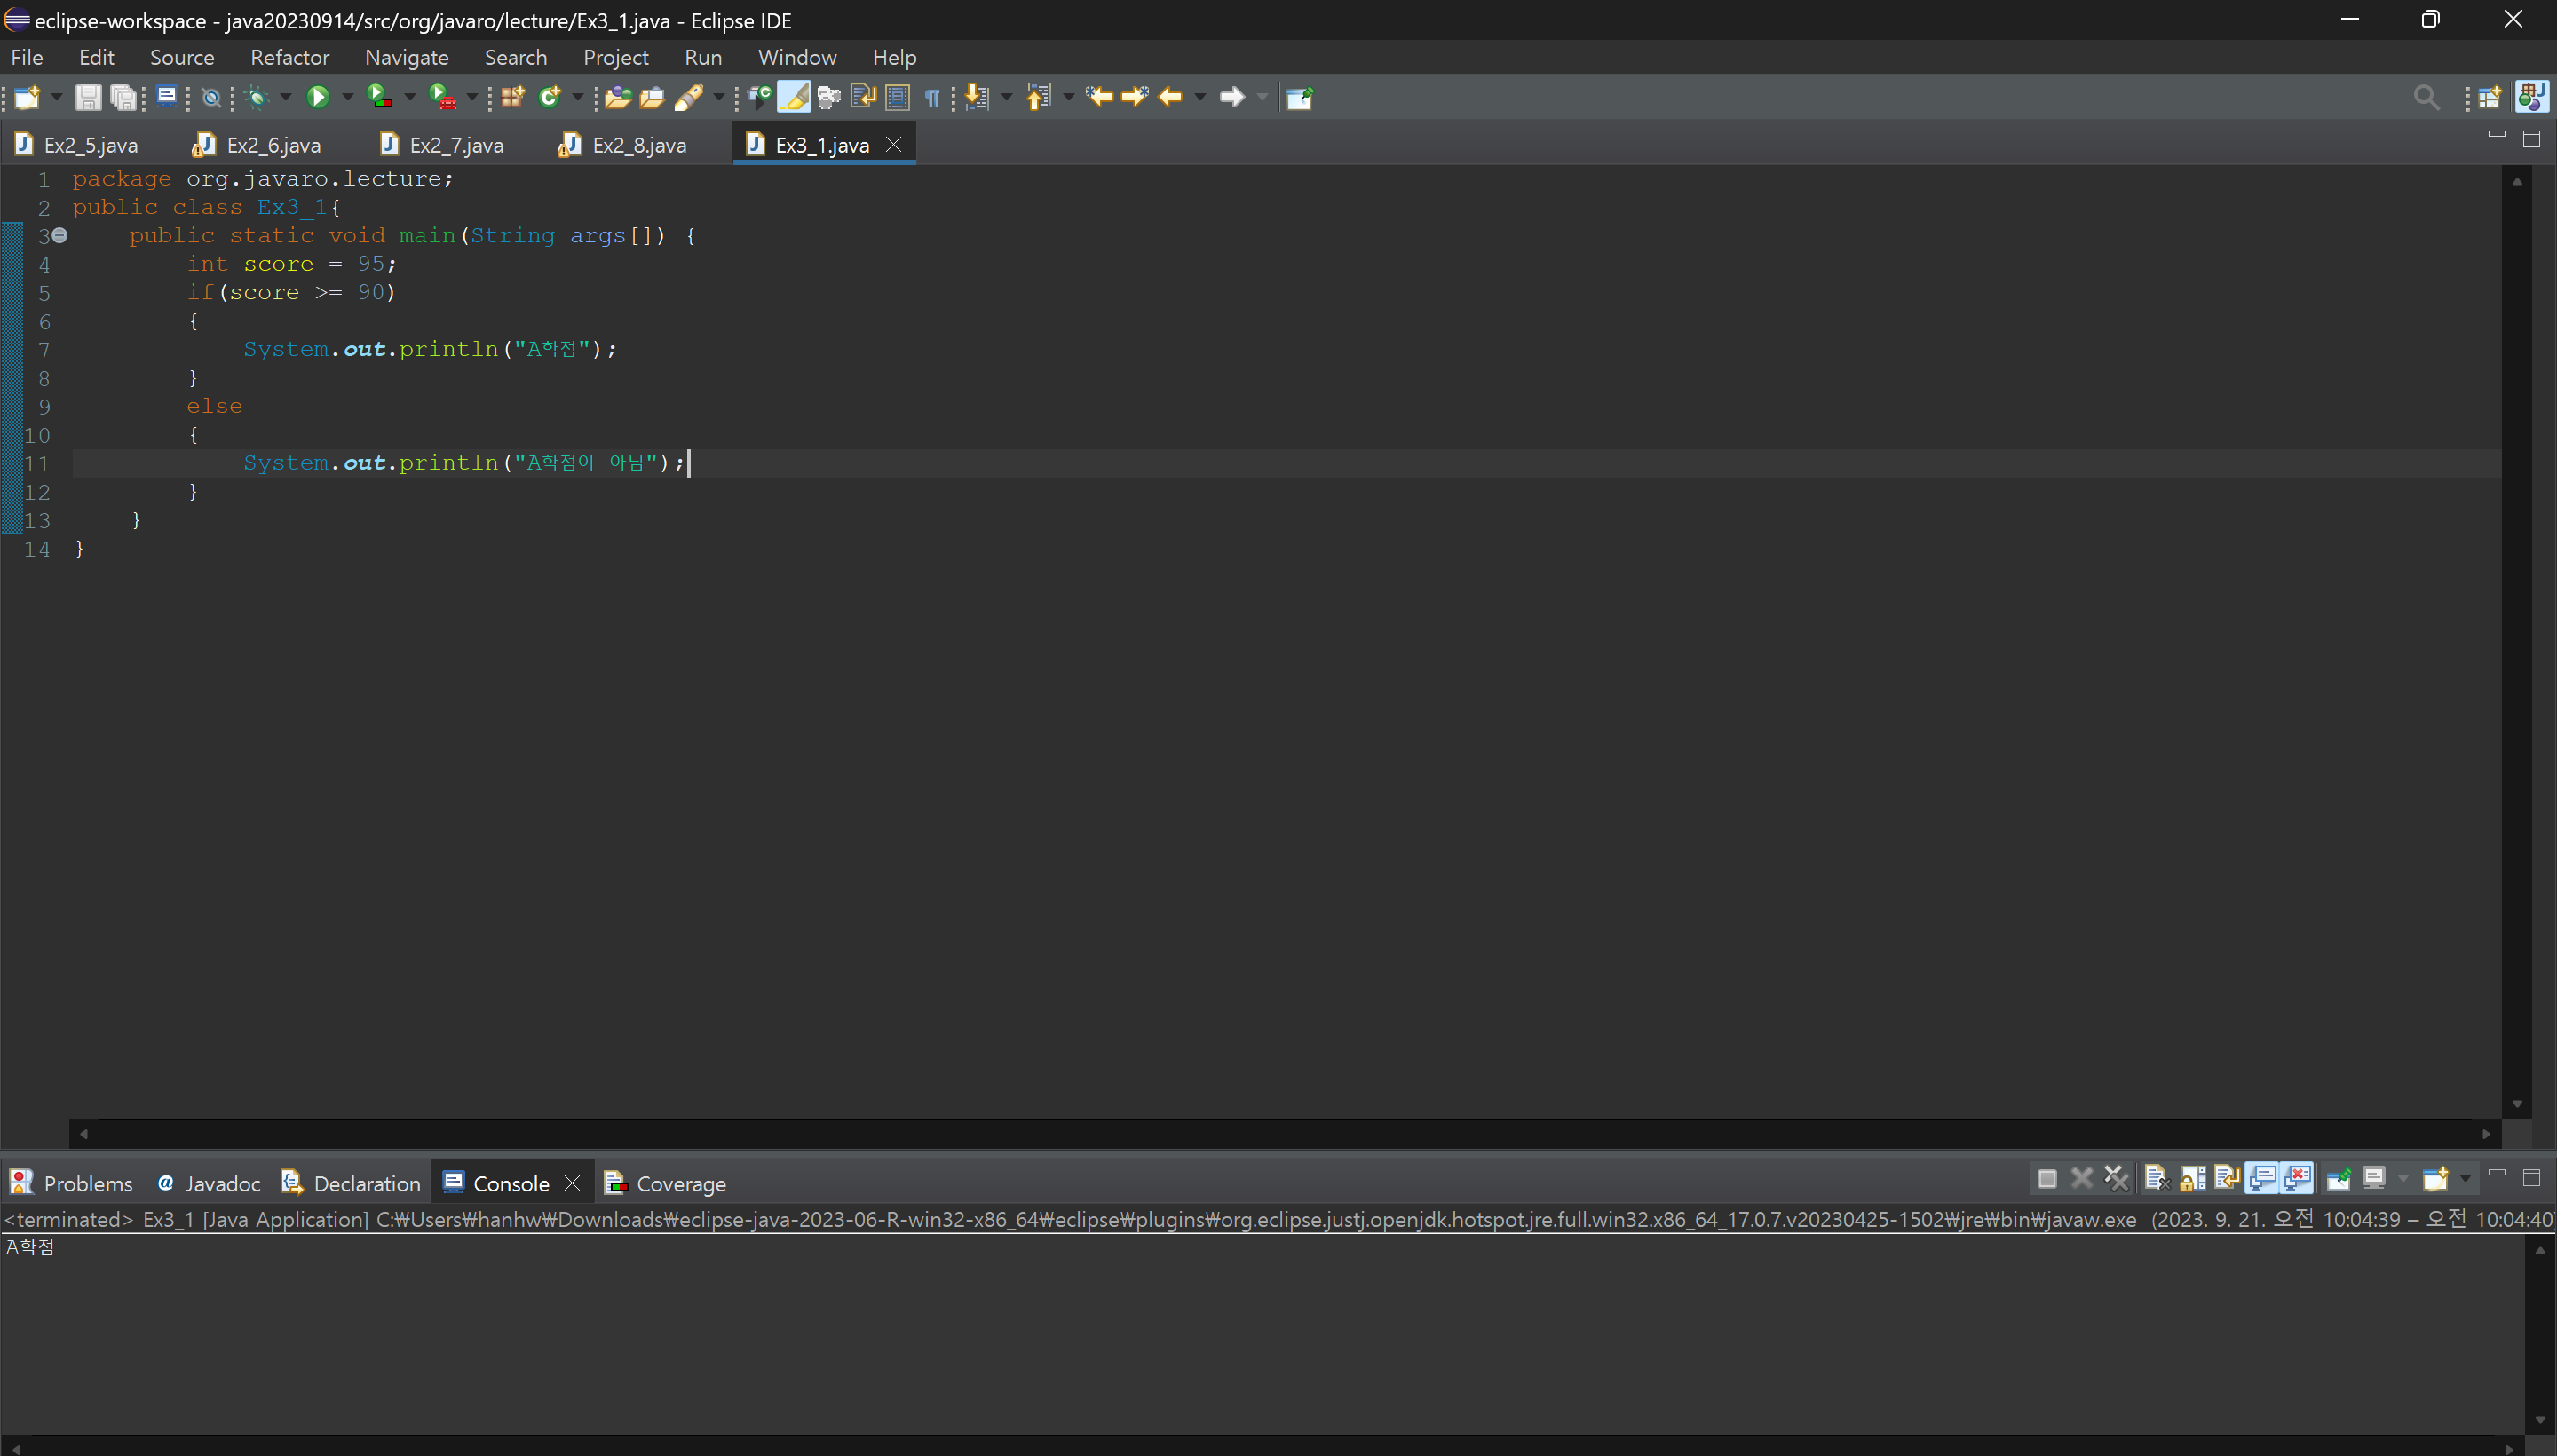 eclipse-workspace - java20230914/src/org/javaro/lecture/Ex3_1.java - Eclipse IDE
File Edit Source Refactor Navigate Search Project Run Window Help
Ex2_5.java Ex2_6.java Ex2_7.java Ex2_8.java Ex3_1.java
1 package org.javaro.lecture;
2 public class Ex3_1{
3 public static void main(String args[]) {
4 int score = 95;
5 if(score >= 90)
6 {
7 System.out.println("A학점");
8 }
9 else
10 {
11 System.out.println("A학점이 아님");
12 }
13 }
14 }
Problems Javadoc Declaration Console Coverage
<terminated> Ex3_1 [Java Application] C:₩Users₩hanhw₩Downloads₩eclipse-java-2023-06-R-win32-x86_64₩eclipse₩plugins₩org.eclipse.justj.openjdk.hotspot.jre.full.win32.x86_64_17.0.7.v20230425-1502₩jre₩bin₩javaw.exe (2023. 9. 21. 오전 10:04:39 – 오전 10:04:40)
A학점